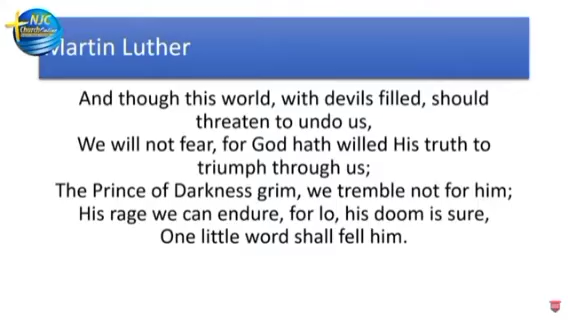 NJC
Church
Martin Luther
And though this world, with devils filled, should
threaten to undo us,
We will not fear, for God hath willed His truth to
triumph through us;
The Prince of Darkness grim, we tremble not for him;
His rage we can endure, for lo, his doom is sure,
One little word shall fell him.